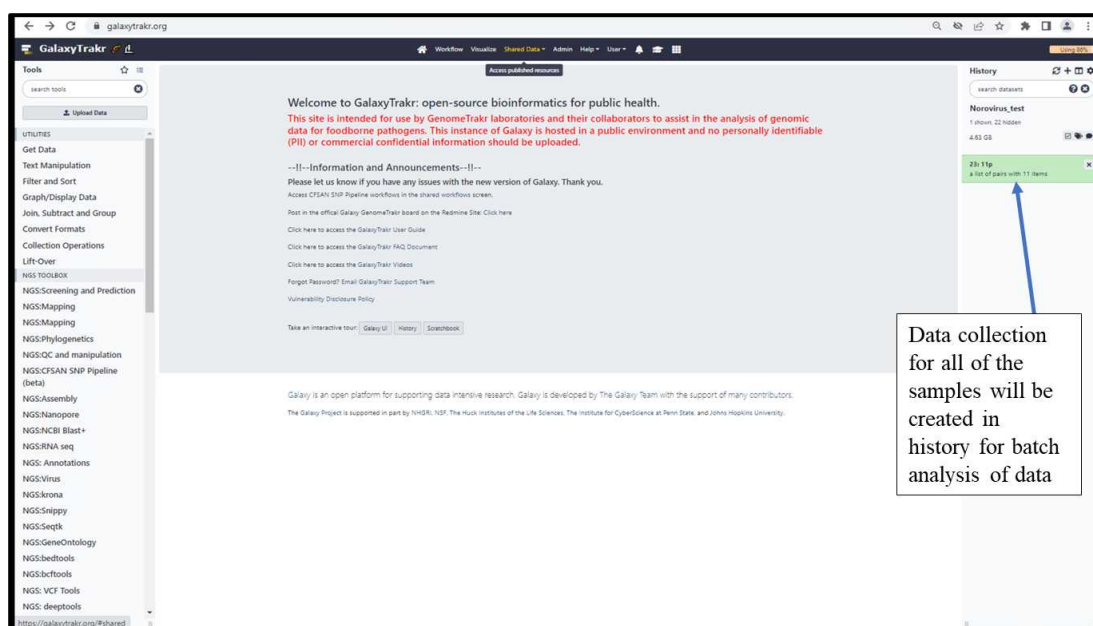 galaxytrakr.org
GalaxyTrakr
Workflow Visualize Shared Data Admin Help User
Using 88%
Access published resources
Tools
search tools
Upload Data
UTILITIES
Get Data
Text Manipulation
Filter and Sort
Graph/Display Data
Join, Subtract and Group
Convert Formats
Collection Operations
Lift-Over
NGS TOOLBOX
NGS:Screening and Prediction
NGS:Mapping
NGS:Mapping
NGS:Phylogenetics
NGS:QC and manipulation
NGS:CFSAN SNP Pipeline
(beta)
NGS:Assembly
NGS:Nanopore
NGS:NCBI Blast+
NGS:RNA seq
NGS: Annotations
NGS:Virus
NGS:krona
NGS:Snippy
NGS:Seqtk
NGS:GeneOntology
NGS:bedtools
NGS:bcftools
NGS: VCF Tools
NGS: deeptools
https://galaxytrakr.org/#shared
Welcome to GalaxyTrakr: open-source bioinformatics for public health.
This site is intended for use by GenomeTrakr laboratories and their collaborators to assist in the analysis of genomic
data for foodborne pathogens. This instance of Galaxy is hosted in a public environment and no personally identifiable
(PII) or commercial confidential information should be uploaded.
--!!--Information and Announcements--!!--
Please let us know if you have any issues with the new version of Galaxy. Thank you.
Access CFSAN SNP Pipeline workflows in the shared workflows screen.
Post in the offical Galaxy GenomeTrakr board on the Redmine Site: Click here
Click here to access the GalaxyTrakr User Guide
Click here to access the GalaxyTrakr FAQ Document
Click here to access the GalaxyTrakr Videos
Forgot Password? Email GalaxyTrakr Support Team
Vulnerability Disclosure Policy
Take an interactive tour: Galaxy UI History Scratchbook
Galaxy is an open platform for supporting data intensive research. Galaxy is developed by The Galaxy Team with the support of many contributors.
The Galaxy Project is supported in part by NHGRI, NSF, The Huck Institutes of the Life Sciences, The Institute for CyberScience at Penn State, and Johns Hopkins University.
History
search datasets
Norovirus_test
1 shown, 22 hidden
4.63 GB
23: 11p
a list of pairs with 11 items
Data collection
for all of the
samples will be
created in
history for batch
analysis of data